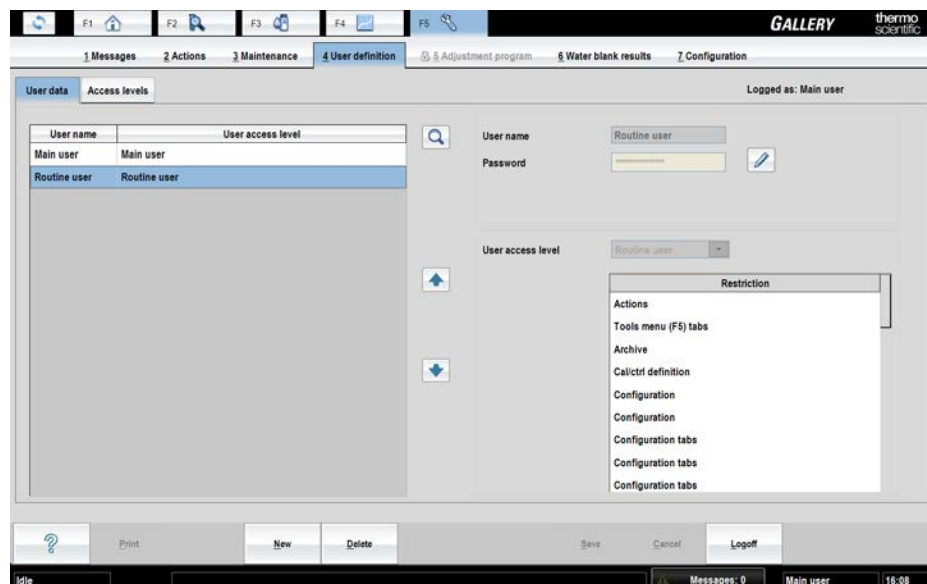 F1 F2 F3 F4 F5 GALLERY thermo
scientific
1 Messages 2 Actions 3 Maintenance 4 User definition 5 Adjustment program 6 Water blank results 7 Configuration
User data Access levels Logged as: Main user
User name User access level
Main user Main user
Routine user Routine user
User name Routine user
Password
User access level Routine user
Restriction
Actions
Tools menu (F5) tabs
Archive
Cal/ctrl definition
Configuration
Configuration
Configuration tabs
Configuration tabs
Configuration tabs
? Print New Delete Save Cancel Logoff
Idle Messages: 0 Main user 16:08